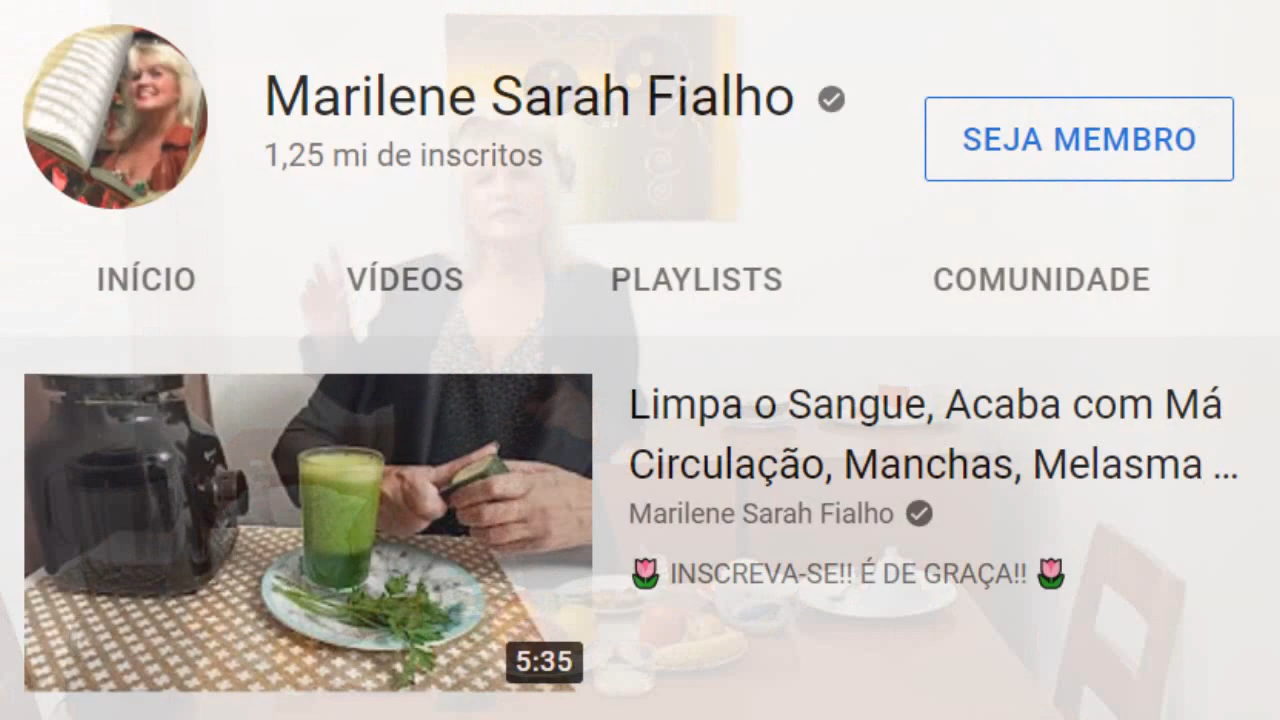 Marilene Sarah Fialho
1,25 mi de inscritos
SEJA MEMBRO
INÍCIO
VÍDEOS
PLAYLISTS
COMUNIDADE
Limpa o Sangue, Acaba com Má
Circulação, Manchas, Melasma ...
Marilene Sarah Fialho
🌷 INSCREVA-SE!! É DE GRAÇA!! 🌷
5:35